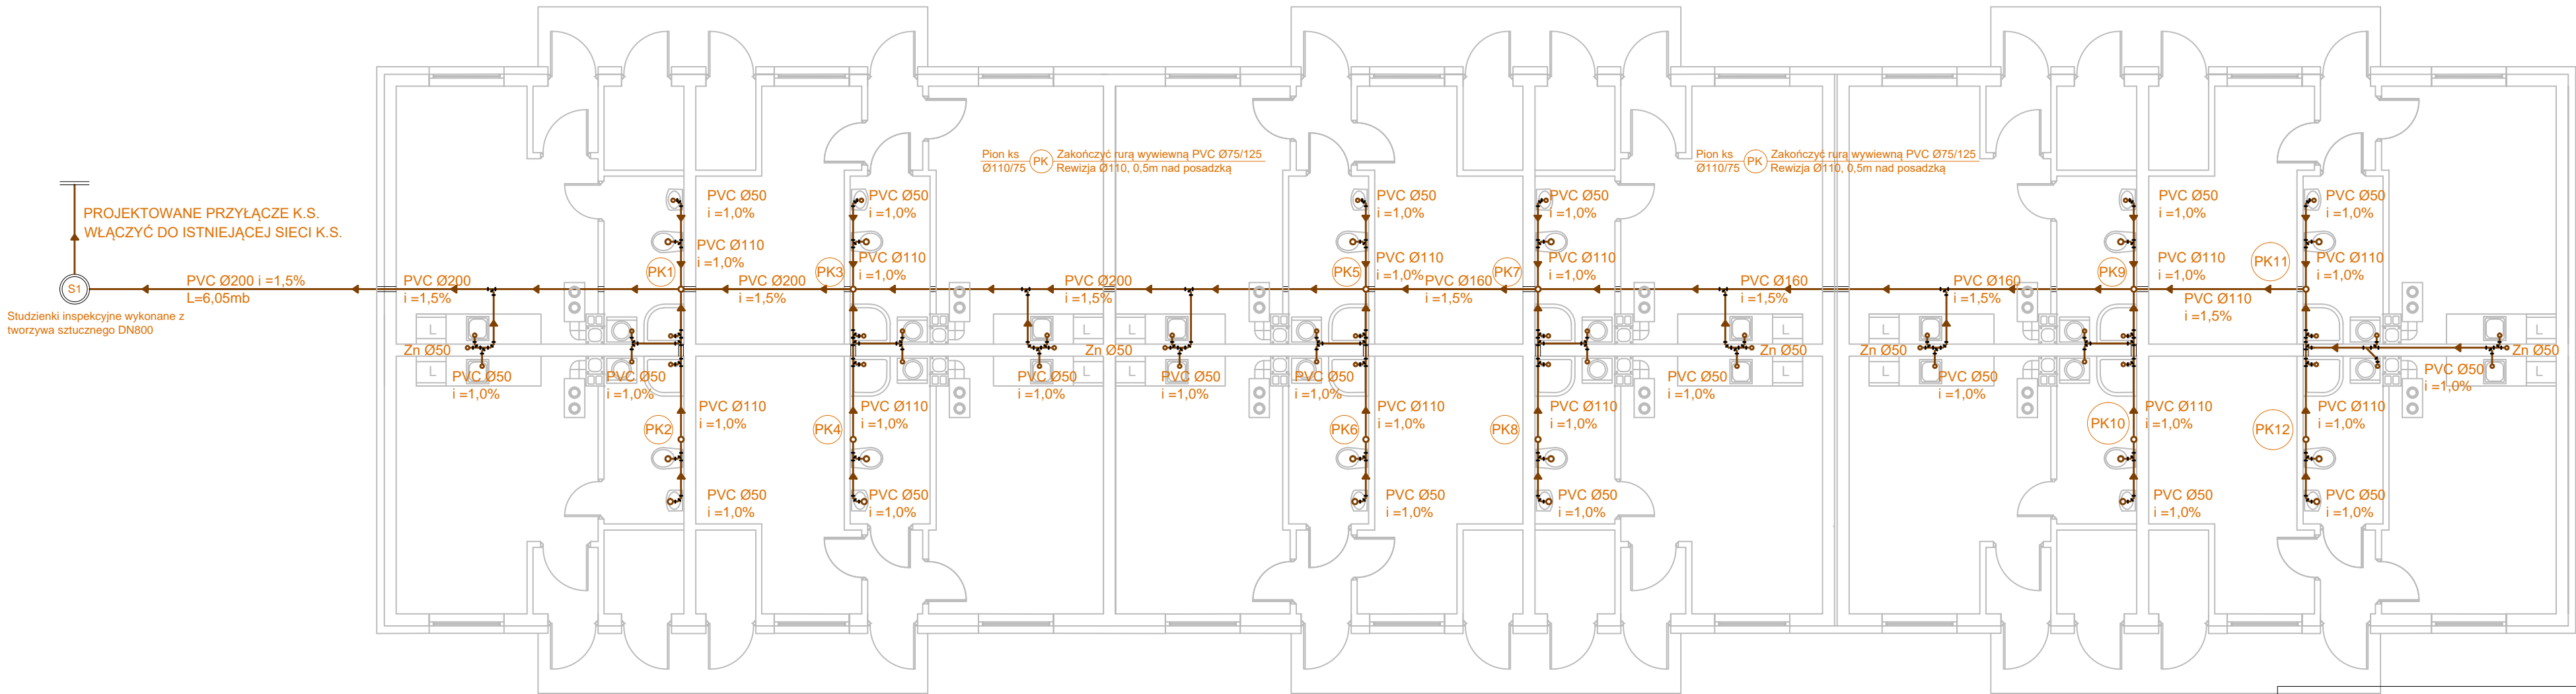 Pion ks
Ø110/75
PK
Zakończyć rurą wywiewną PVC Ø75/125
Rewizja Ø110, 0,5m nad posadzką
Pion ks
Ø110/75
PK
Zakończyć rurą wywiewną PVC Ø75/125
Rewizja Ø110, 0,5m nad posadzką
PROJEKTOWANE PRZYŁĄCZE K.S.
WŁĄCZYĆ DO ISTNIEJĄCEJ SIECI K.S.
S1
PVC Ø200 i =1,5%
L=6,05mb
Studzienki inspekcyjne wykonane z
tworzywa sztucznego DN800
PVC Ø50
i =1,0%
PVC Ø50
i =1,0%
PVC Ø50
i =1,0%
PVC Ø50
i =1,0%
PVC Ø50
i =1,0%
PVC Ø50
i =1,0%
PVC Ø110
i =1,0%
PVC Ø110
i =1,0%
PVC Ø110
i =1,0%
PVC Ø110
i =1,0%
PVC Ø110
i =1,0%
PVC Ø110
i =1,0%
PK1
PK3
PK5
PK7
PK9
PK11
PVC Ø200
i =1,5%
PVC Ø200
i =1,5%
PVC Ø200
i =1,5%
PVC Ø160
i =1,5%
PVC Ø160
i =1,5%
PVC Ø160
i =1,5%
PVC Ø110
i =1,5%
L
L
L
L
L
L
L
L
L
L
L
L
Zn Ø50
Zn Ø50
Zn Ø50
Zn Ø50
Zn Ø50
PVC Ø50
i =1,0%
PVC Ø50
i =1,0%
PVC Ø50
i =1,0%
PVC Ø50
i =1,0%
PVC Ø50
i =1,0%
PVC Ø50
i =1,0%
PVC Ø50
i =1,0%
PVC Ø50
i =1,0%
PVC Ø110
i =1,0%
PVC Ø110
i =1,0%
PVC Ø110
i =1,0%
PVC Ø110
i =1,0%
PVC Ø110
i =1,0%
PVC Ø110
i =1,0%
PK2
PK4
PK6
PK8
PK10
PK12
PVC Ø50
i =1,0%
PVC Ø50
i =1,0%
PVC Ø50
i =1,0%
PVC Ø50
i =1,0%
PVC Ø50
i =1,0%
PVC Ø50
i =1,0%